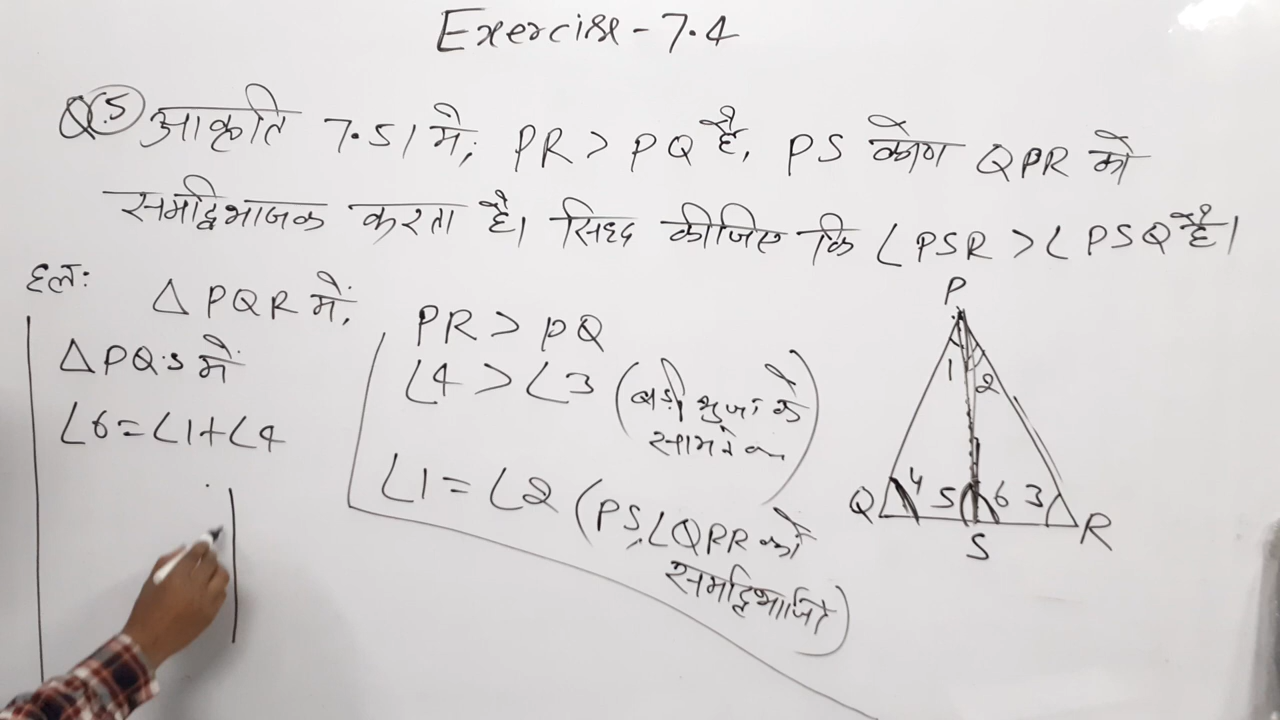 Exercise - 7.4
Q.5 आकृति 7.51 में, PR > PQ है, PS कोण QPR को
समद्विभाजक करता है। सिध्द कीजिए कि ∠PSR > ∠PSQ है।
हल: △PQR में,
PR > PQ
∠4 > ∠3 (बड़ी भुजा के
सामने का)
∠1 = ∠2 (PS, ∠QPR को
समद्विभाजित)
△PQS में
∠6 = ∠1 + ∠4
P
1 2
Q 4 5 6 3 R
S